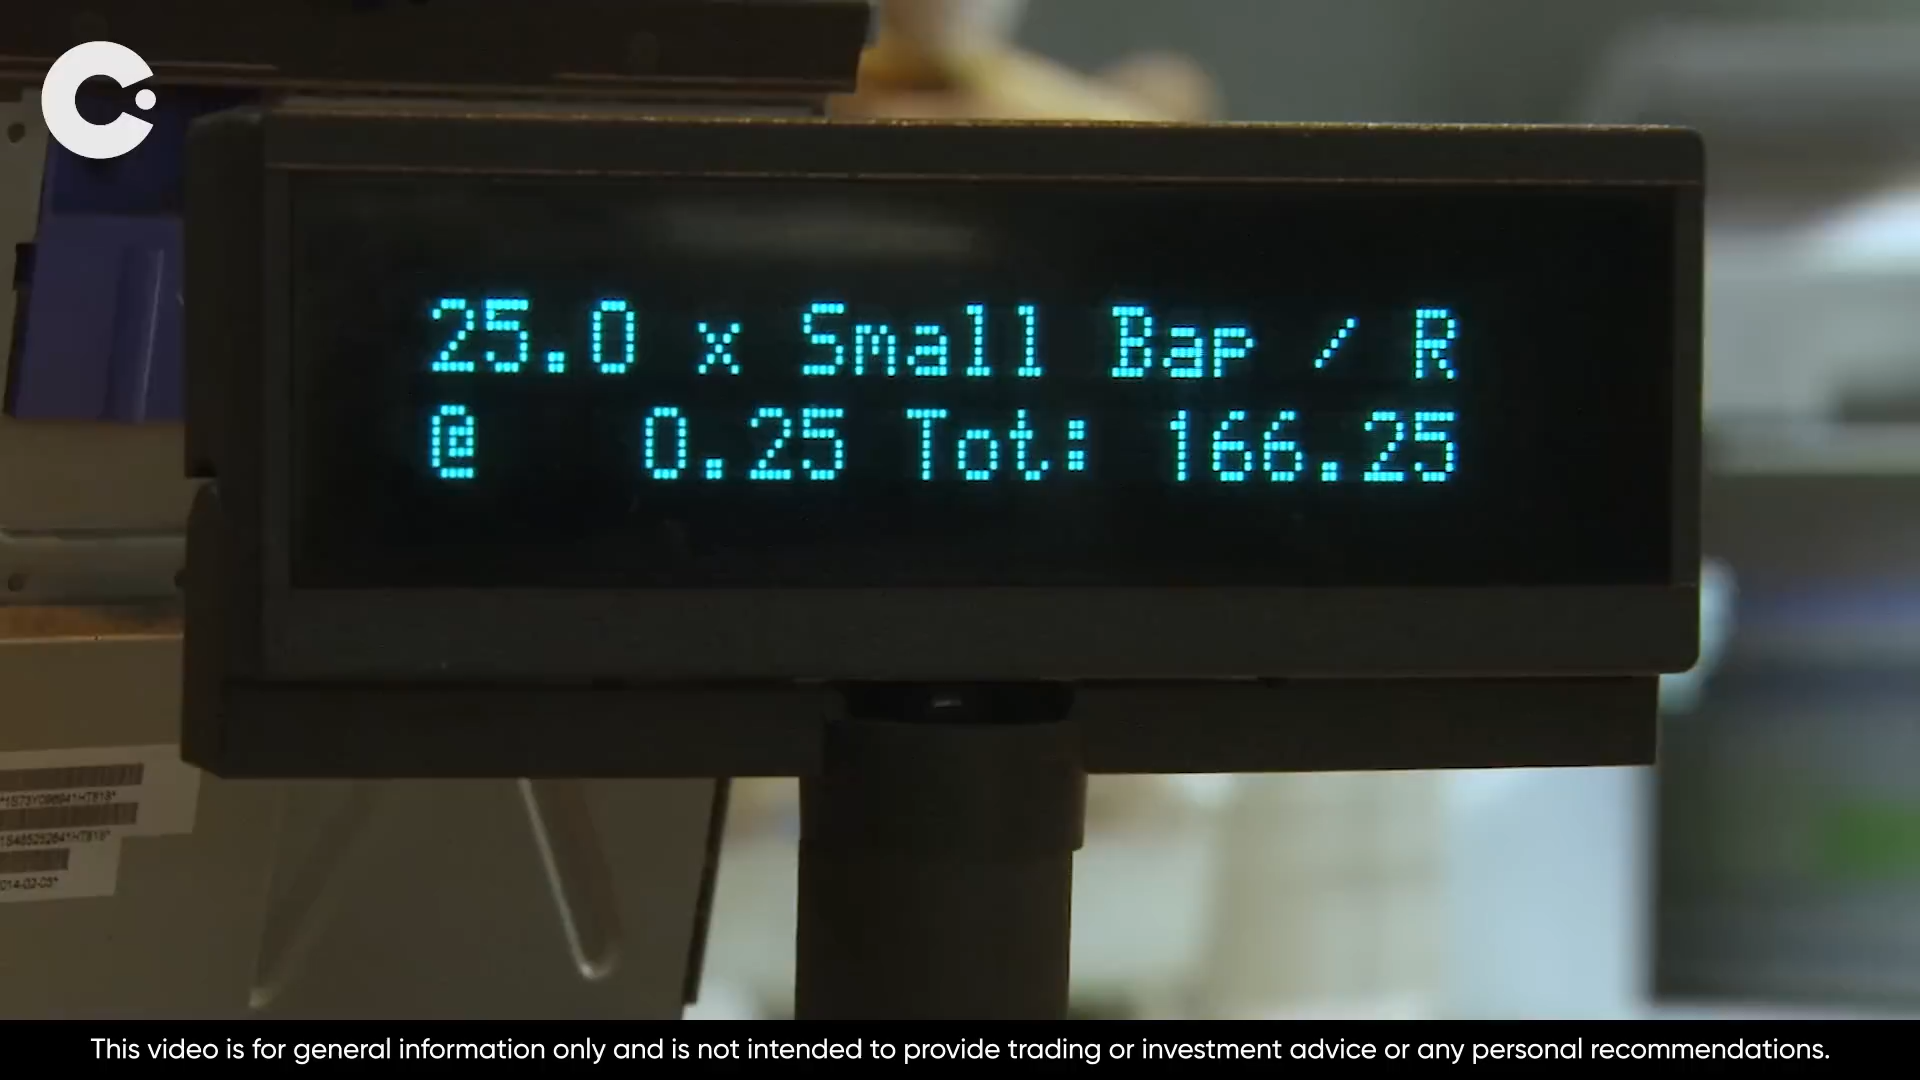 25.0 x Small Bap / R
@ 0.25 Tot: 166.25
This video is for general information only and is not intended to provide trading or investment advice or any personal recommendations.